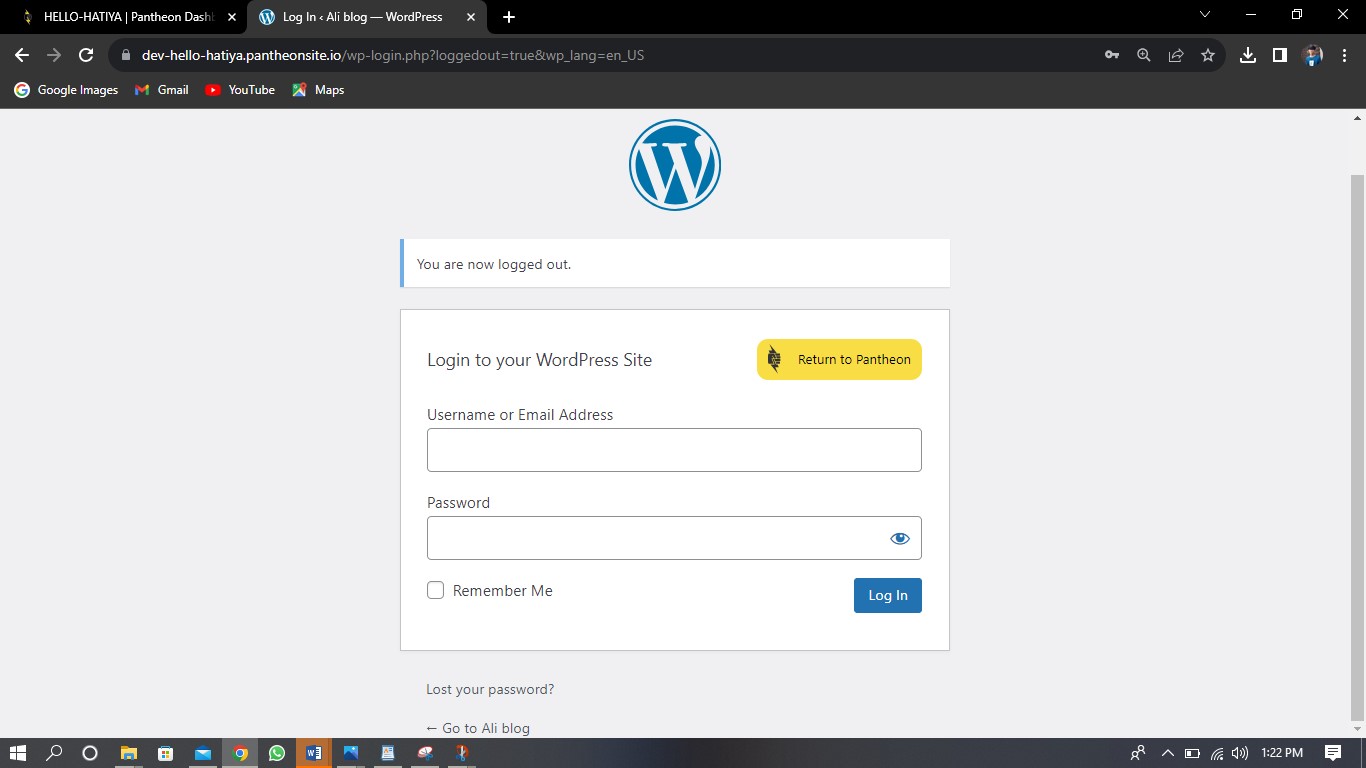 HELLO-HATIYA | Pantheon Dash
Log In ‹ Ali blog — WordPress
dev-hello-hatiya.pantheonsite.io/wp-login.php?loggedout=true&wp_lang=en_US
Google Images
Gmail
YouTube
Maps
You are now logged out.
Login to your WordPress Site
Return to Pantheon
Username or Email Address
Password
Remember Me
Log In
Lost your password?
← Go to Ali blog
1:22 PM